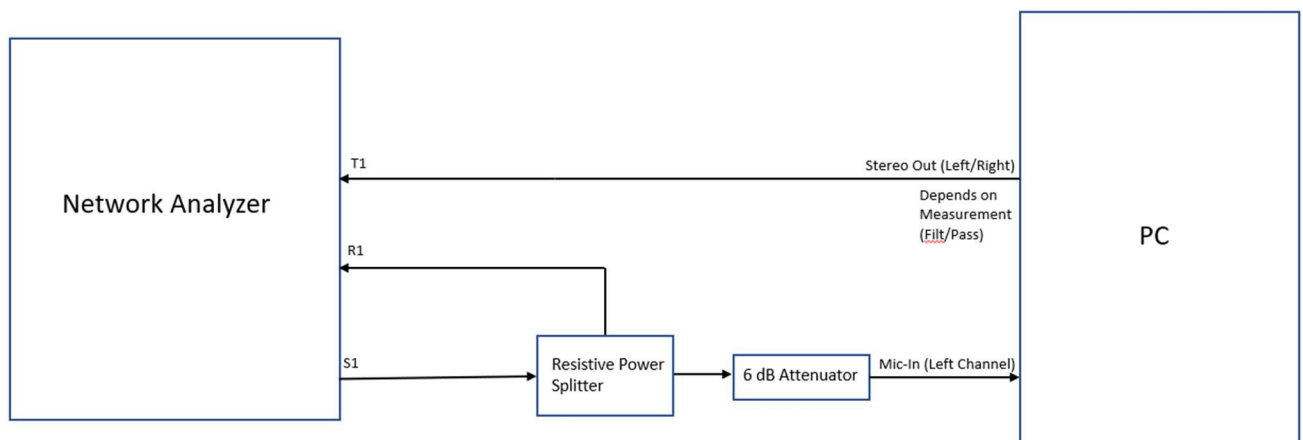 T1
Stereo Out (Left/Right)
Network Analyzer
Depends on
Measurement
(Filt/Pass)
PC
R1
S1
Resistive Power
Splitter
6 dB Attenuator
Mic-In (Left Channel)